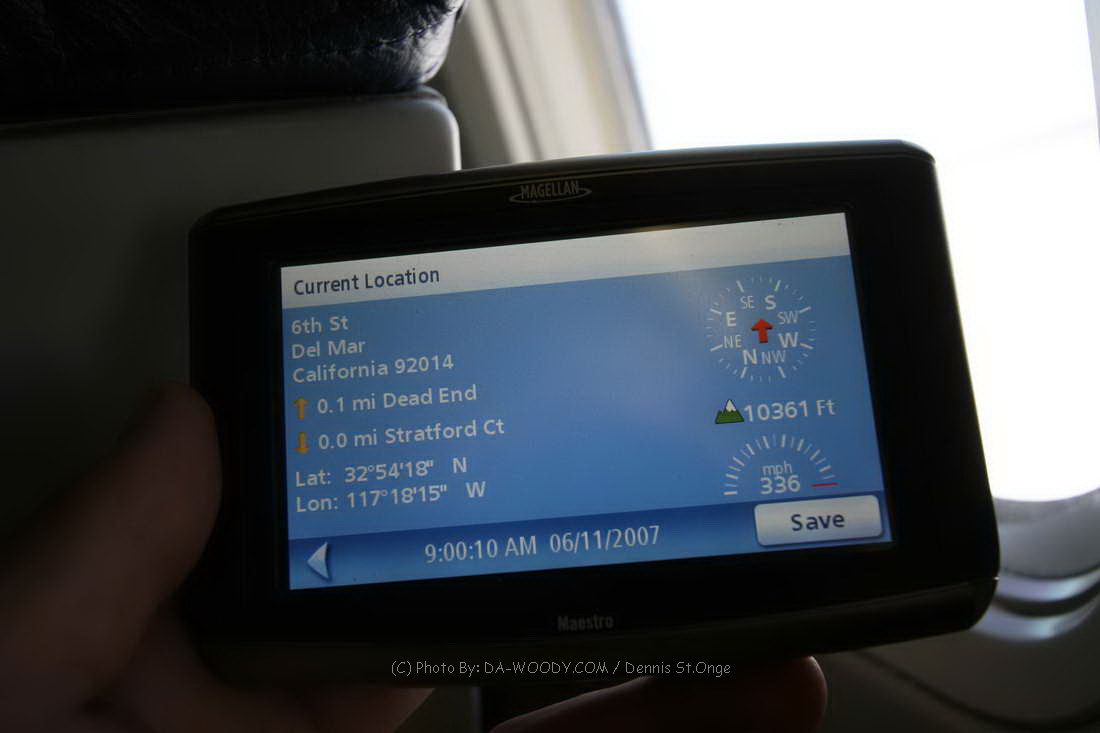 MAGELLAN
Current Location
6th St
Del Mar
California 92014
0.1 mi Dead End
0.0 mi Stratford Ct
Lat: 32°54'18" N
Lon: 117°18'15" W
SE S
E SW
NE W
N NW
10361 Ft
mph
336
Save
9:00:10 AM 06/11/2007
Maestro
(C) Photo By: DA-WOODY.COM / Dennis St.Onge